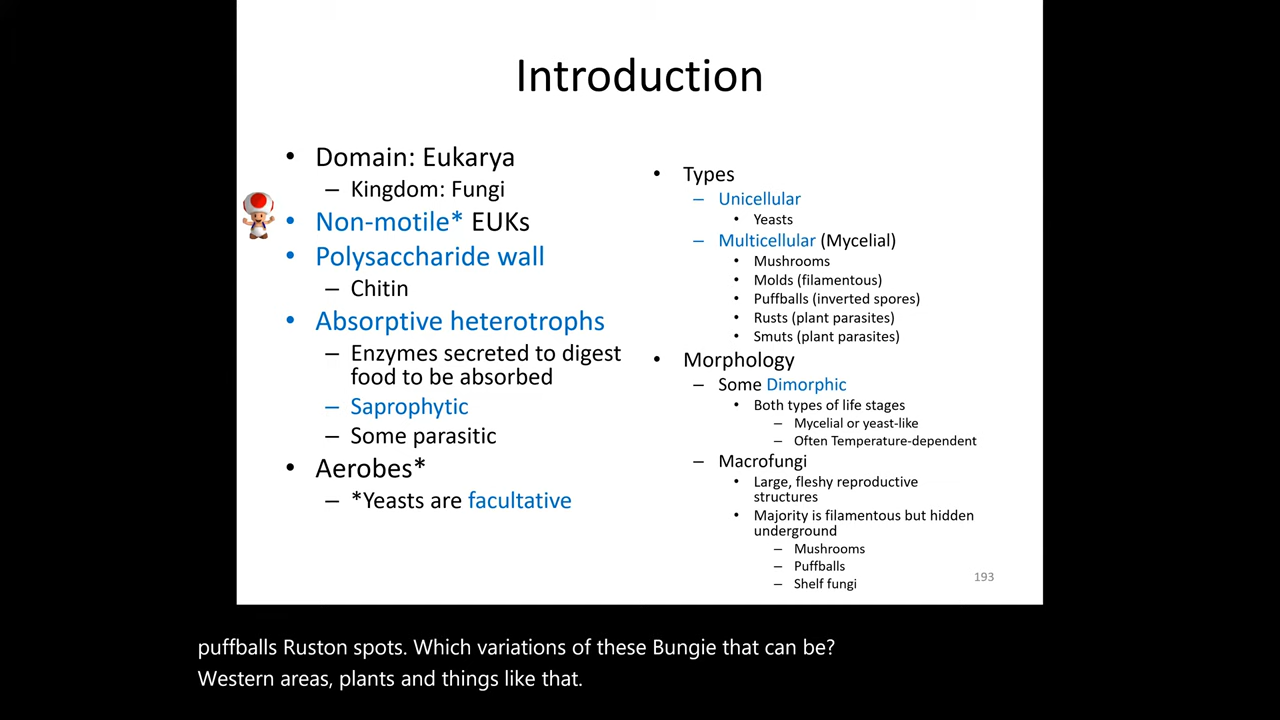 Introduction
• Domain: Eukarya
– Kingdom: Fungi
• Non-motile* EUKs
• Polysaccharide wall
– Chitin
• Absorptive heterotrophs
– Enzymes secreted to digest
food to be absorbed
– Saprophytic
– Some parasitic
• Aerobes*
– *Yeasts are facultative
• Types
– Unicellular
• Yeasts
– Multicellular (Mycelial)
• Mushrooms
• Molds (filamentous)
• Puffballs (inverted spores)
• Rusts (plant parasites)
• Smuts (plant parasites)
• Morphology
– Some Dimorphic
• Both types of life stages
– Mycelial or yeast-like
– Often Temperature-dependent
– Macrofungi
• Large, fleshy reproductive
structures
• Majority is filamentous but hidden
underground
– Mushrooms
– Puffballs
– Shelf fungi
193
puffballs Ruston spots. Which variations of these Bungie that can be?
Western areas, plants and things like that.